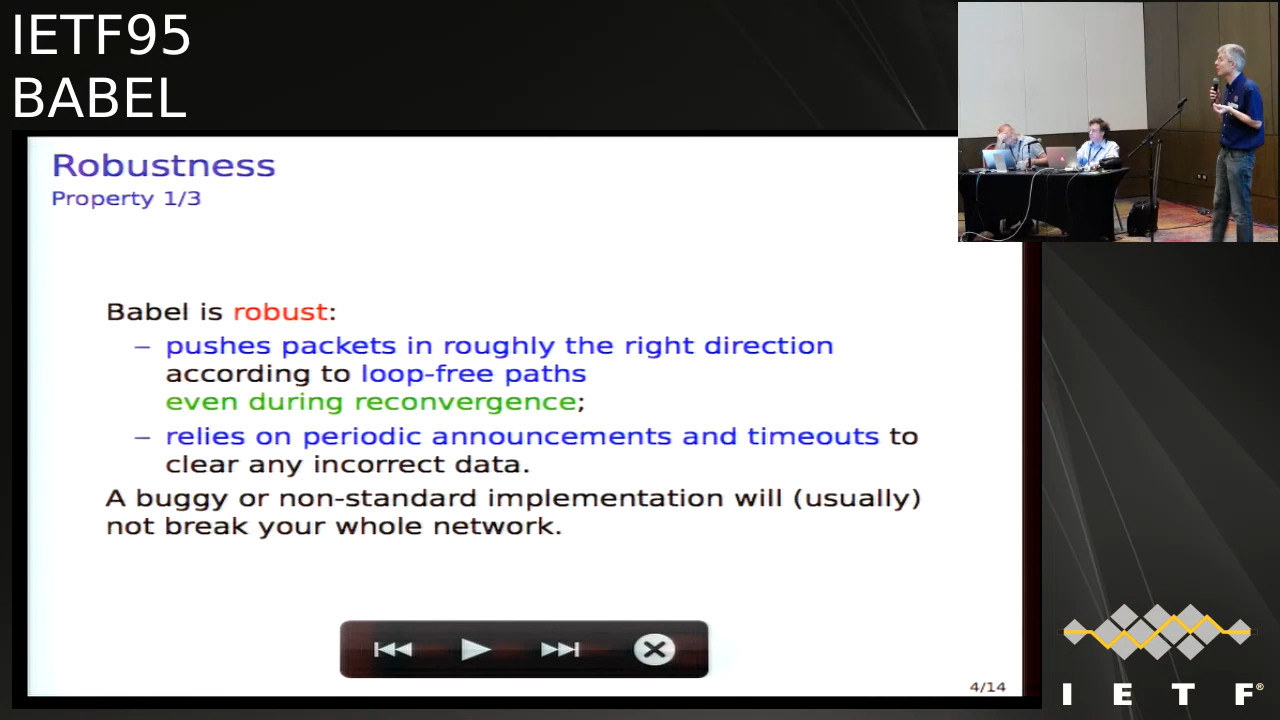 IETF95
BABEL
Robustness
Property 1/3
Babel is robust:
– pushes packets in roughly the right direction
according to loop-free paths
even during reconvergence;
– relies on periodic announcements and timeouts to
clear any incorrect data.
A buggy or non-standard implementation will (usually)
not break your whole network.
4/14
I E T F®